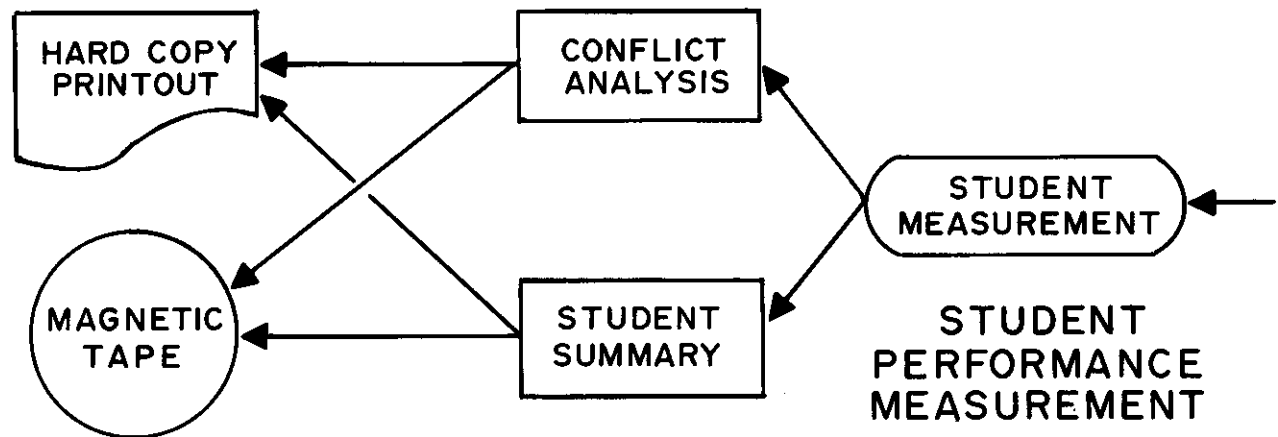 HARD COPY
PRINTOUT
CONFLICT
ANALYSIS
STUDENT
MEASUREMENT
MAGNETIC
TAPE
STUDENT
SUMMARY
STUDENT
PERFORMANCE
MEASUREMENT